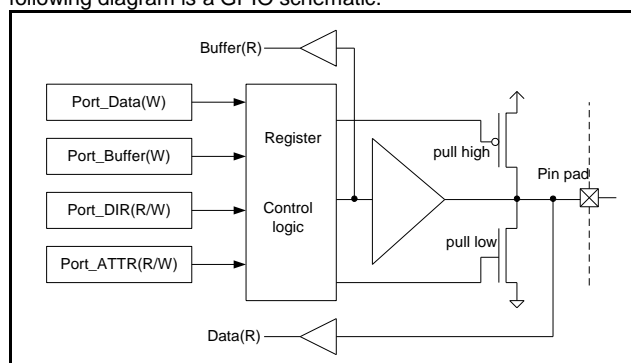 following diagram is a GPIO schematic.
Buffer(R)
Port_Data(W)
Port_Buffer(W)
Port_DIR(R/W)
Port_ATTR(R/W)
Register
Control
logic
pull high
Pin pad
pull low
Data(R)